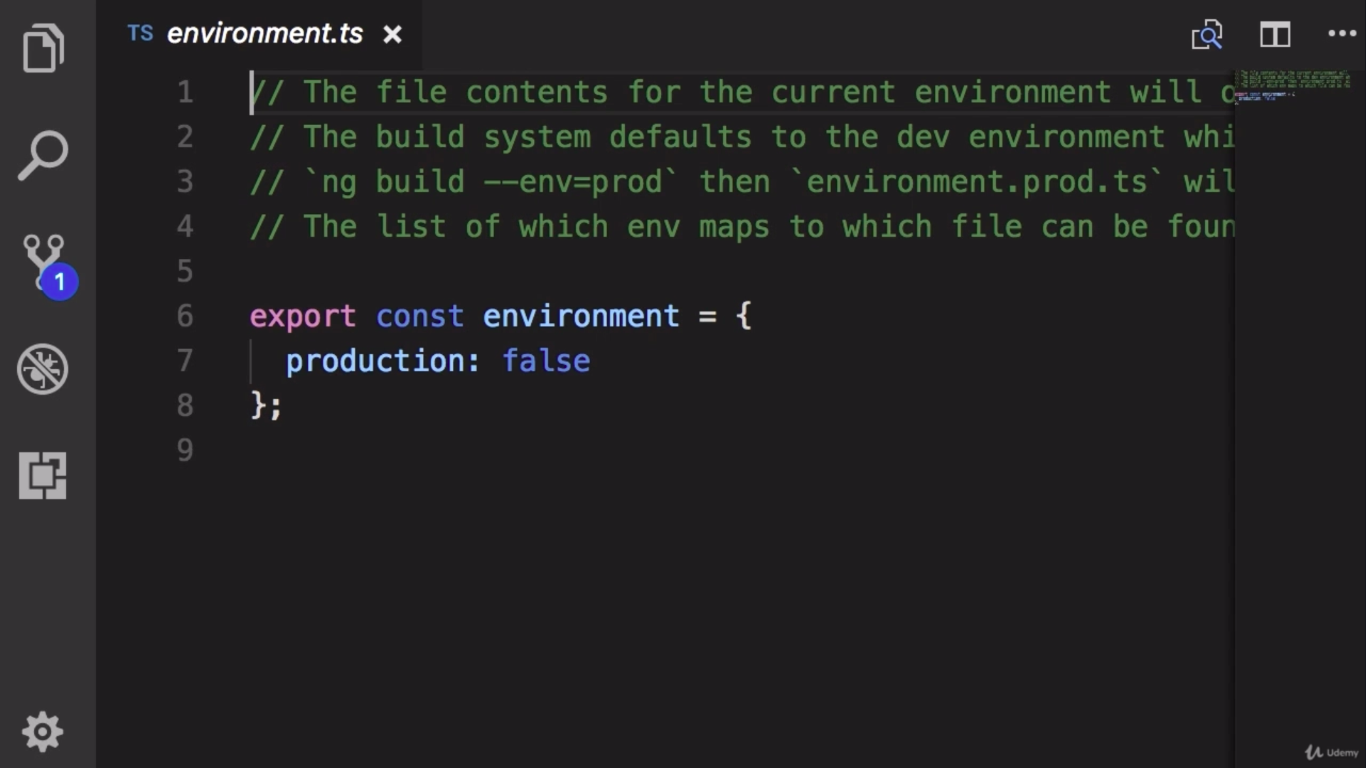 TS environment.ts
1 // The file contents for the current environment will
2 // The build system defaults to the dev environment whi
3 // `ng build --env=prod` then `environment.prod.ts` wil
4 // The list of which env maps to which file can be foun
5
6 export const environment = {
7 production: false
8 };
9
1
Udemy